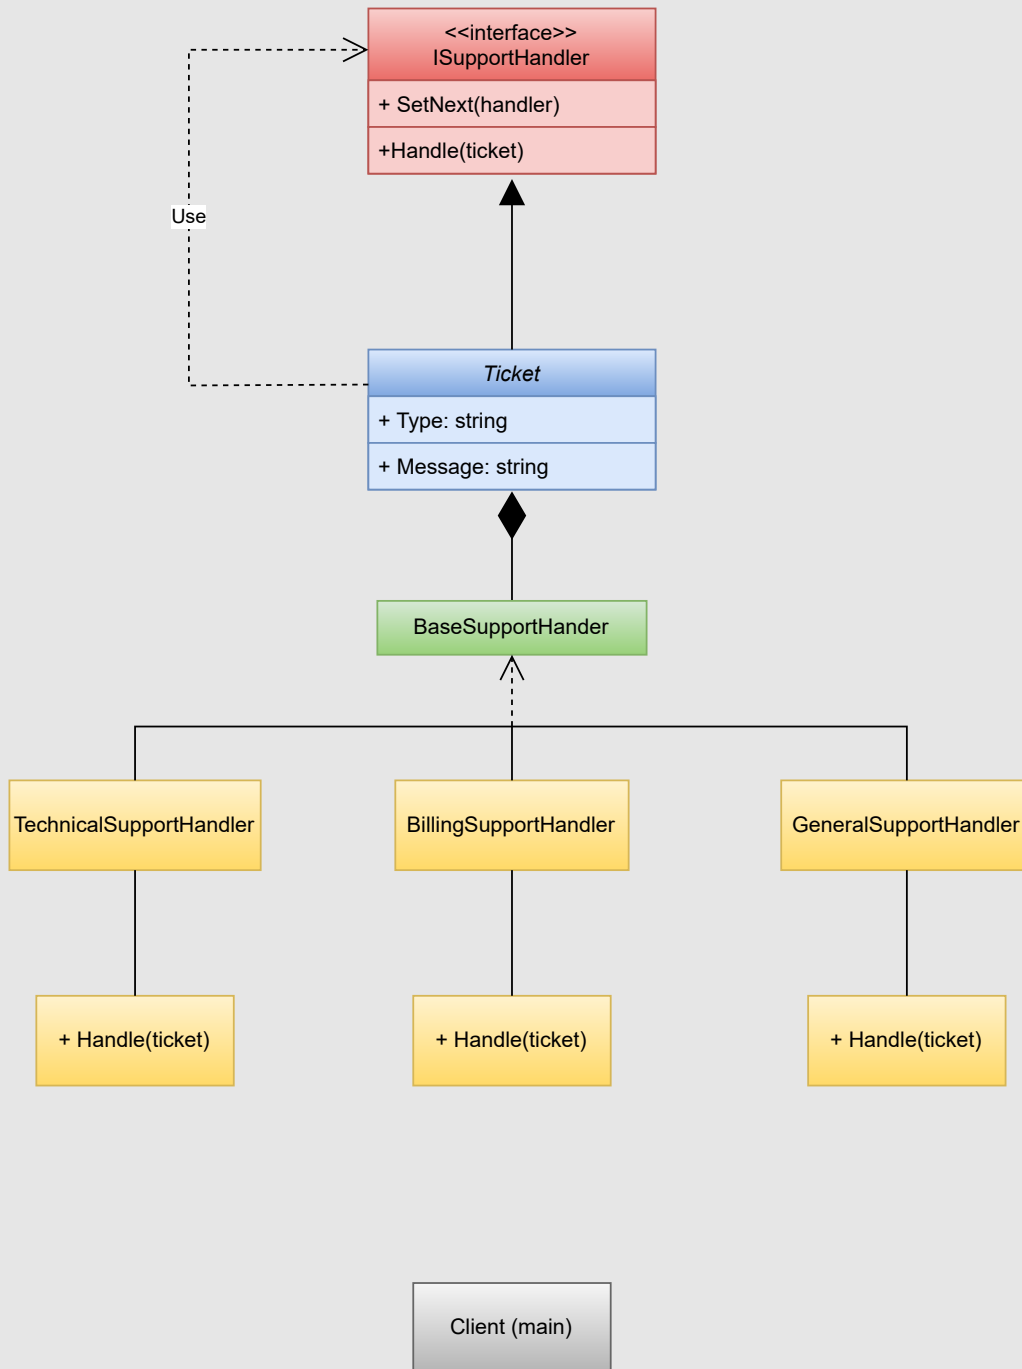 <<interface>>
ISupportHandler
+ SetNext(handler)
+Handle(ticket)
Use
Ticket
+ Type: string
+ Message: string
BaseSupportHander
TechnicalSupportHandler
BillingSupportHandler
GeneralSupportHandler
+ Handle(ticket)
+ Handle(ticket)
+ Handle(ticket)
Client (main)